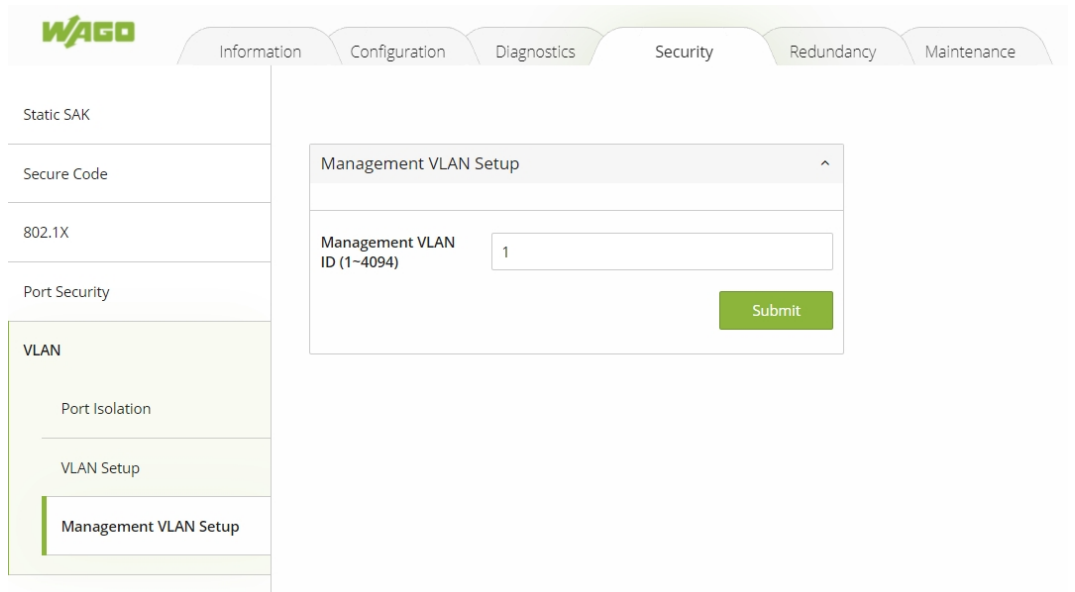 WAGO
Information
Configuration
Diagnostics
Security
Redundancy
Maintenance
Static SAK
Secure Code
802.1X
Port Security
VLAN
Port Isolation
VLAN Setup
Management VLAN Setup
Management VLAN Setup
Management VLAN
ID (1~4094)
1
Submit